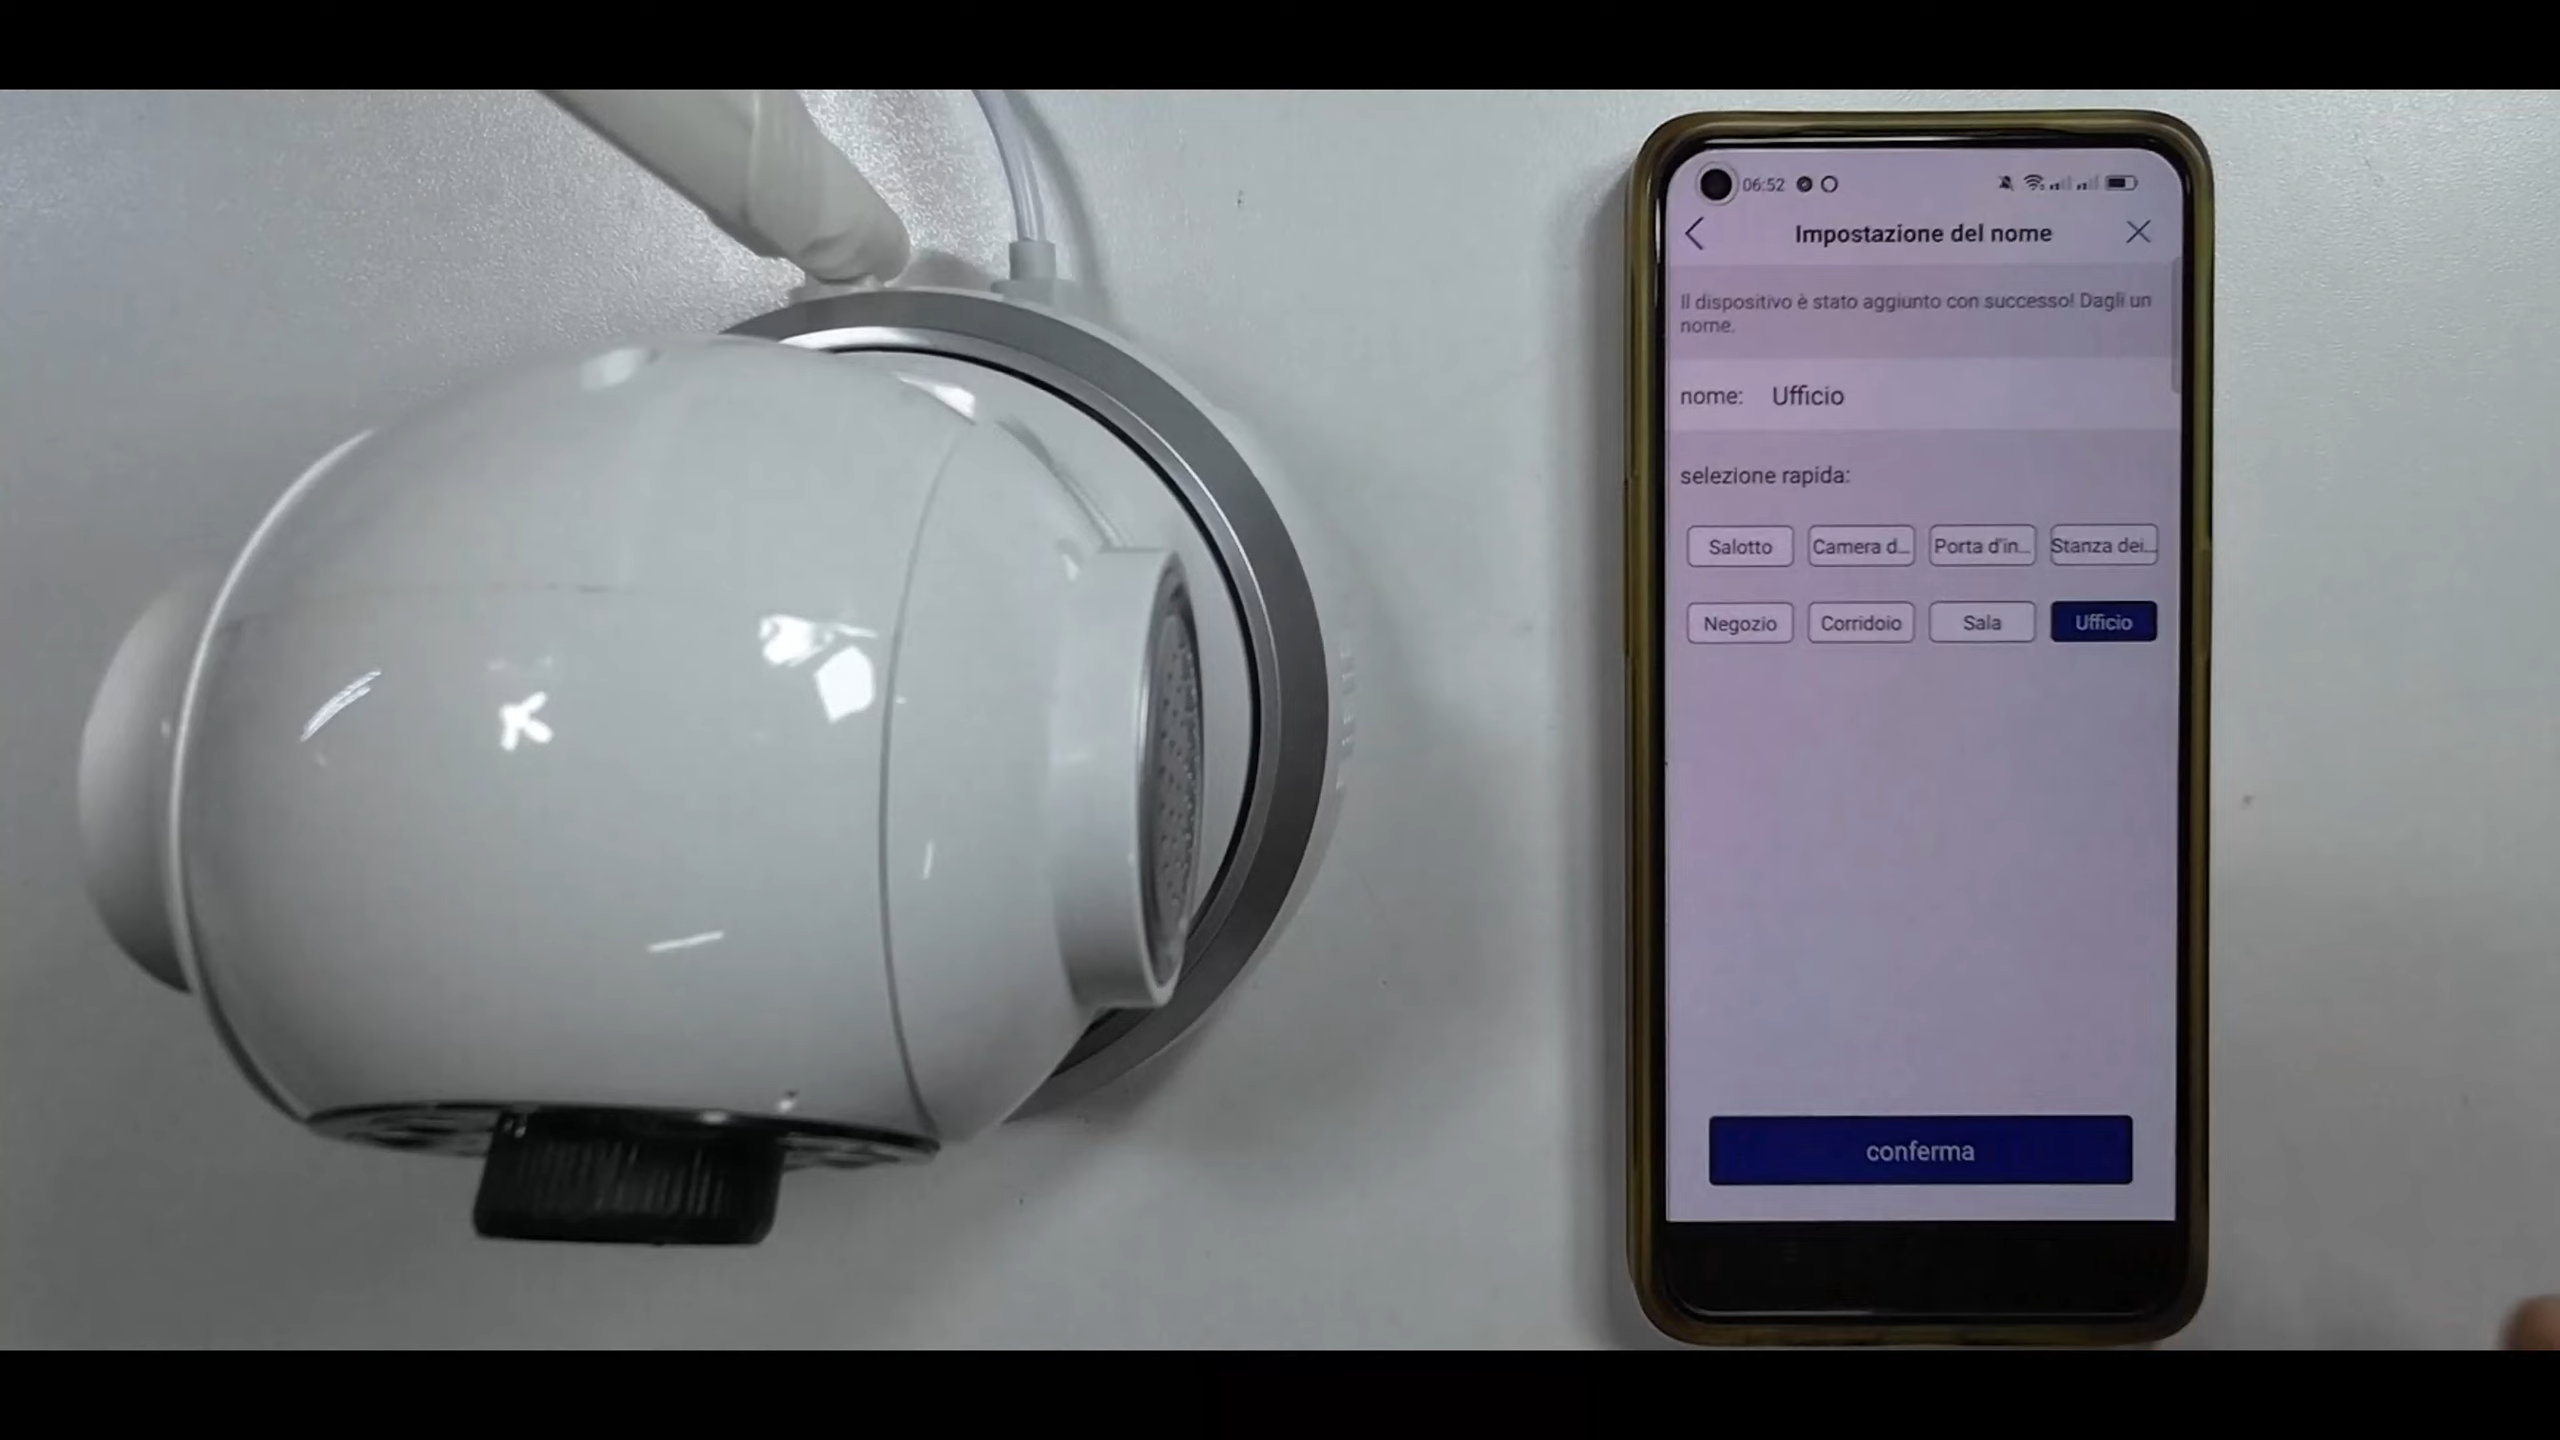 06:52
Impostazione del nome
Il dispositivo è stato aggiunto con successo! Dagli un
nome.
nome: Ufficio
selezione rapida:
Salotto Camera d... Porta d'in... Stanza dei...
Negozio Corridoio Sala Ufficio
conferma